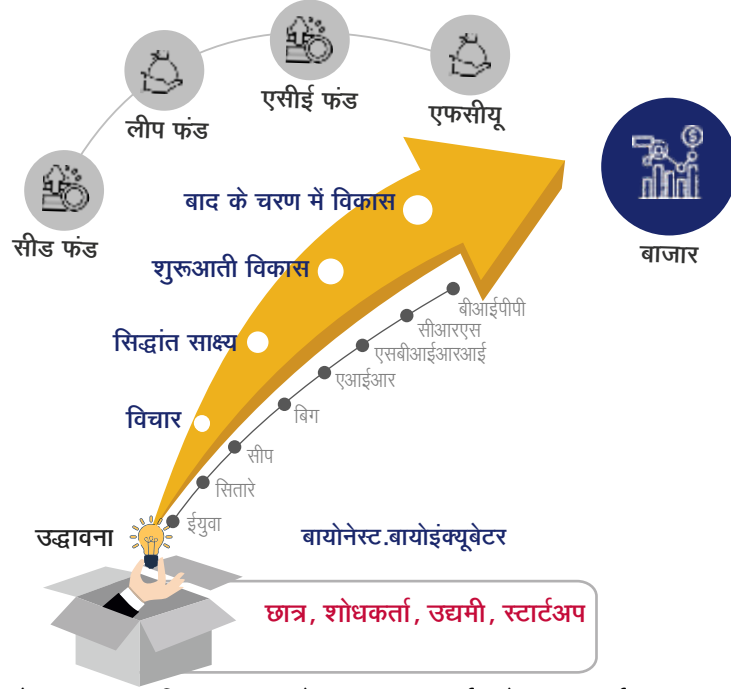 एसीई फंड
एफसीयू
लीप फंड
सीड फंड
बाजार
बाद के चरण में विकास
शुरूआती विकास
सिद्धांत साक्ष्य
विचार
बीआईपीपी
सीआरएस
एसबीआईआरआई
एआईआर
बिग
सीप
सितारे
ईयुवा
उद्भावना
बायोनेस्ट.बायोइंक्यूबेटर
छात्र, शोधकर्ता, उद्यमी, स्टार्टअप